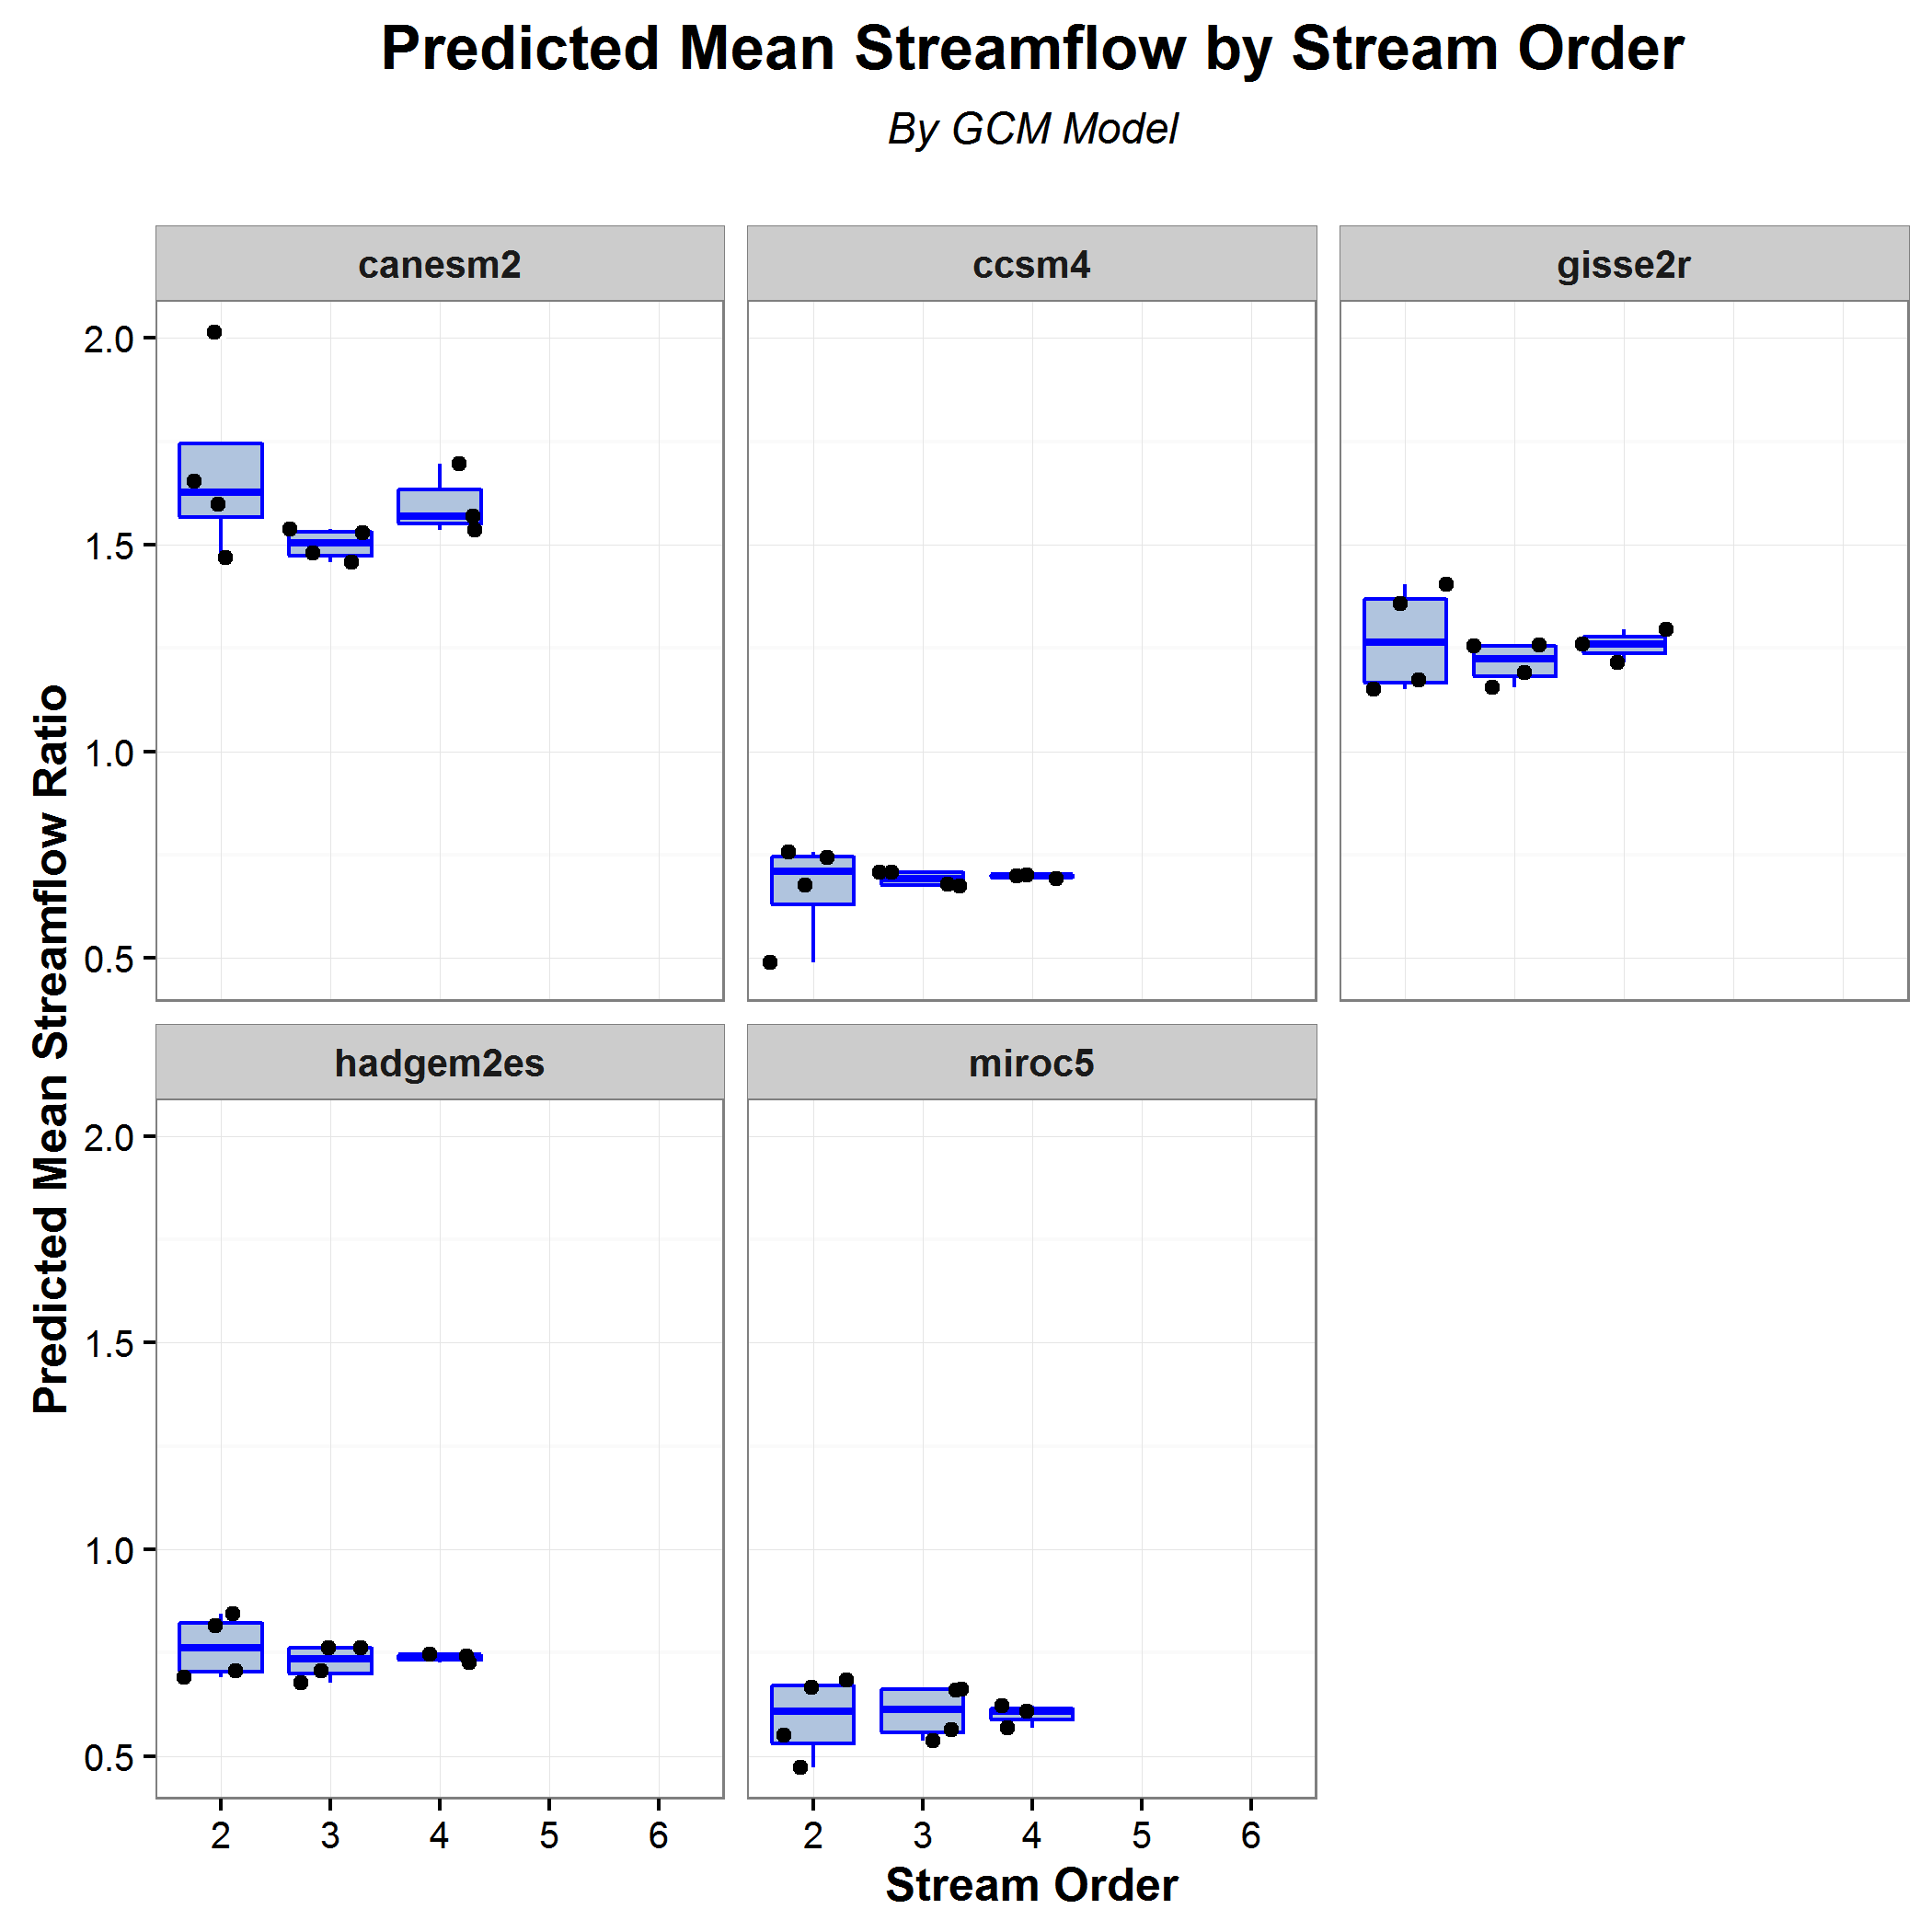 Predicted Mean Streamflow by Stream Order
By GCM Model
canesm2
ccsm4
gisse2r
2.0
1.5
1.0
0.5
hadgem2es
miroc5
2.0
1.5
1.0
0.5
2 3 4 5 6
2 3 4 5 6
Stream Order
Predicted Mean Streamflow Ratio